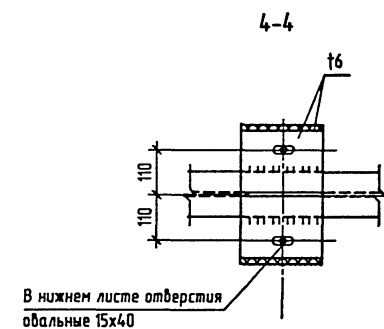 4-4
t6
110
110
В нижнем листе отверстия
овальные 15х40